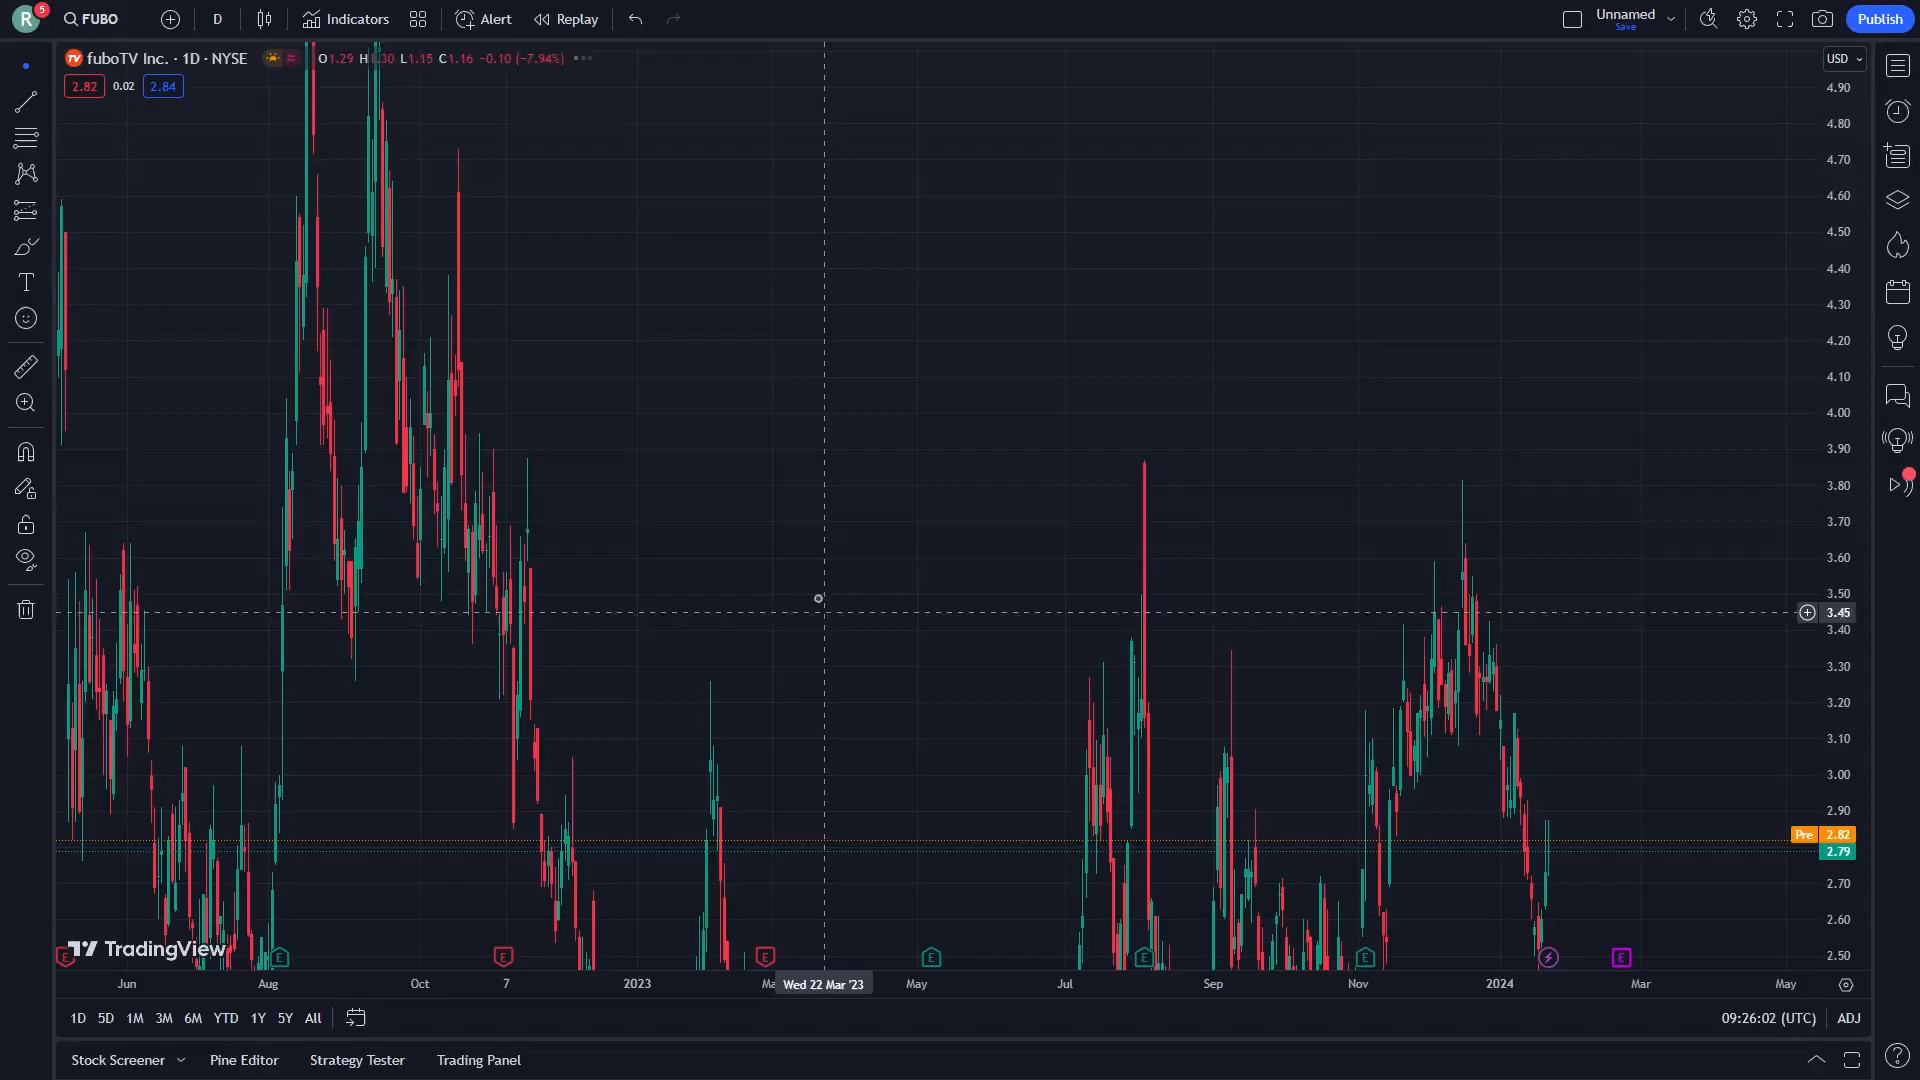 R 5 FUBO D Indicators Alert Replay Unnamed Save Publish
fuboTV Inc. · 1D · NYSE O1.29 H1.30 L1.15 C1.16 −0.10 (−7.94%) USD
2.82 0.02 2.84
4.90
4.80
4.70
4.60
4.50
4.40
4.30
4.20
4.10
4.00
3.90
3.80
3.70
3.60
3.50
3.45
3.40
3.30
3.20
3.10
3.00
2.90
Pre 2.82
2.79
2.70
2.60
2.50
TradingView
E E E E E E E E
Jun Aug Oct 7 2023 Ma Wed 22 Mar '23 May Jul Sep Nov 2024 Mar May
1D 5D 1M 3M 6M YTD 1Y 5Y All 09:26:02 (UTC) ADJ
Stock Screener Pine Editor Strategy Tester Trading Panel